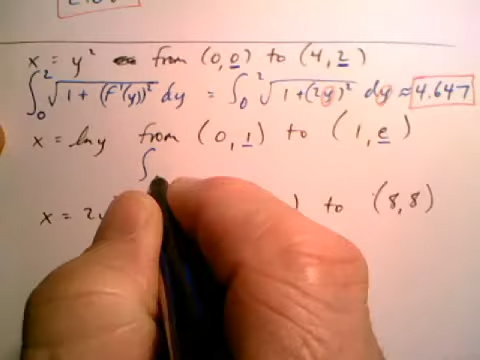 x = y² from (0,0) to (4,2)
∫₀² √(1+(f'(y))²) dy = ∫₀² √(1+(2y)²) dy ≈ 4.647
x = ln y from (0,1) to (1,e)
∫
x = 2y ) to (8,8)